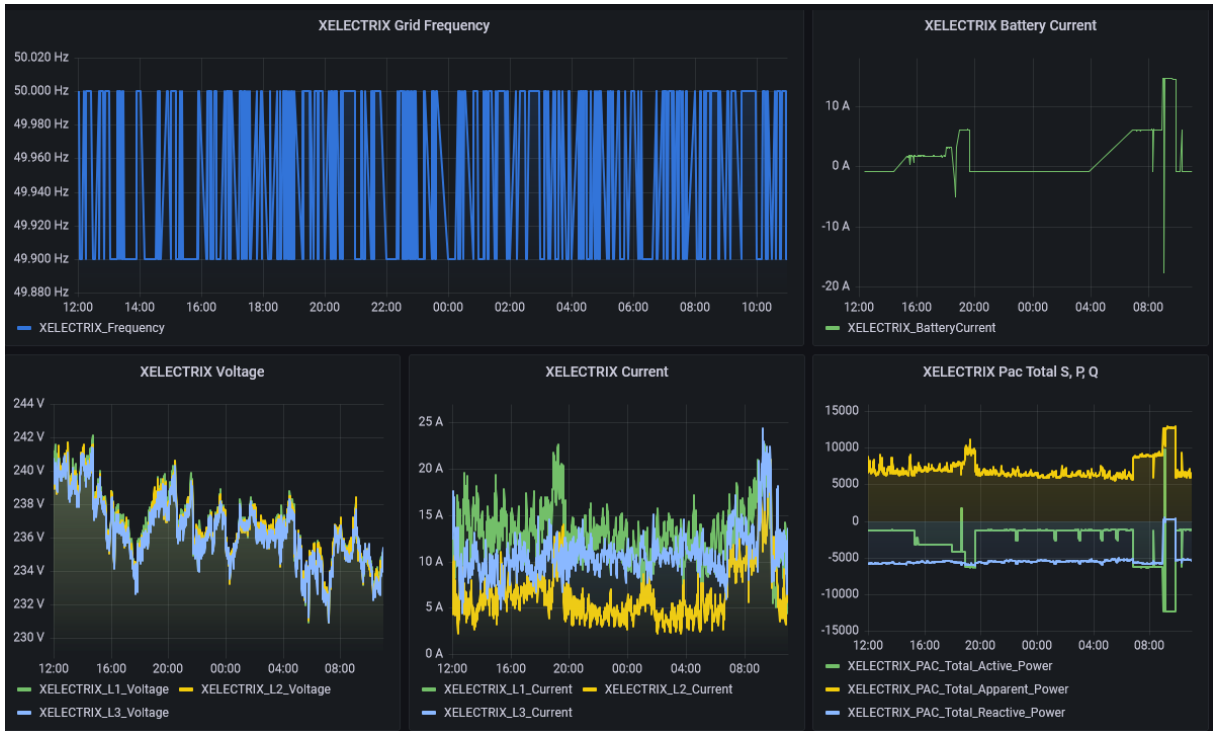 XELECTRIX Grid Frequency
50.020 Hz
50.000 Hz
49.980 Hz
49.960 Hz
49.940 Hz
49.920 Hz
49.900 Hz
49.880 Hz
12:00 14:00 16:00 18:00 20:00 22:00 00:00 02:00 04:00 06:00 08:00 10:00
XELECTRIX_Frequency
XELECTRIX Battery Current
10 A
0 A
-10 A
-20 A
12:00 16:00 20:00 00:00 04:00 08:00
XELECTRIX_BatteryCurrent
XELECTRIX Voltage
244 V
242 V
240 V
238 V
236 V
234 V
232 V
230 V
12:00 16:00 20:00 00:00 04:00 08:00
XELECTRIX_L1_Voltage XELECTRIX_L2_Voltage
XELECTRIX_L3_Voltage
XELECTRIX Current
25 A
20 A
15 A
10 A
5 A
0 A
12:00 16:00 20:00 00:00 04:00 08:00
XELECTRIX_L1_Current XELECTRIX_L2_Current
XELECTRIX_L3_Current
XELECTRIX Pac Total S, P, Q
15000
10000
5000
0
-5000
-10000
-15000
12:00 16:00 20:00 00:00 04:00 08:00
XELECTRIX_PAC_Total_Active_Power
XELECTRIX_PAC_Total_Apparent_Power
XELECTRIX_PAC_Total_Reactive_Power